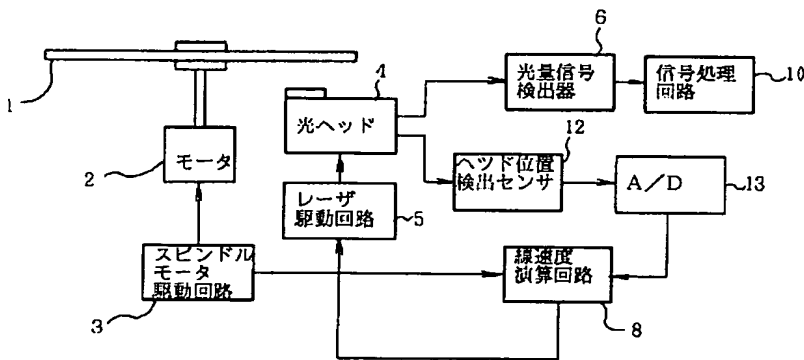 6
光量信号
検出器
信号処理
回路
10
1
4
光ヘッド
12
ヘツド位置
検出センサ
A/D
13
モータ
2
レーザ
駆動回路
5
スピンドル
モータ
駆動回路
3
線速度
演算回路
8